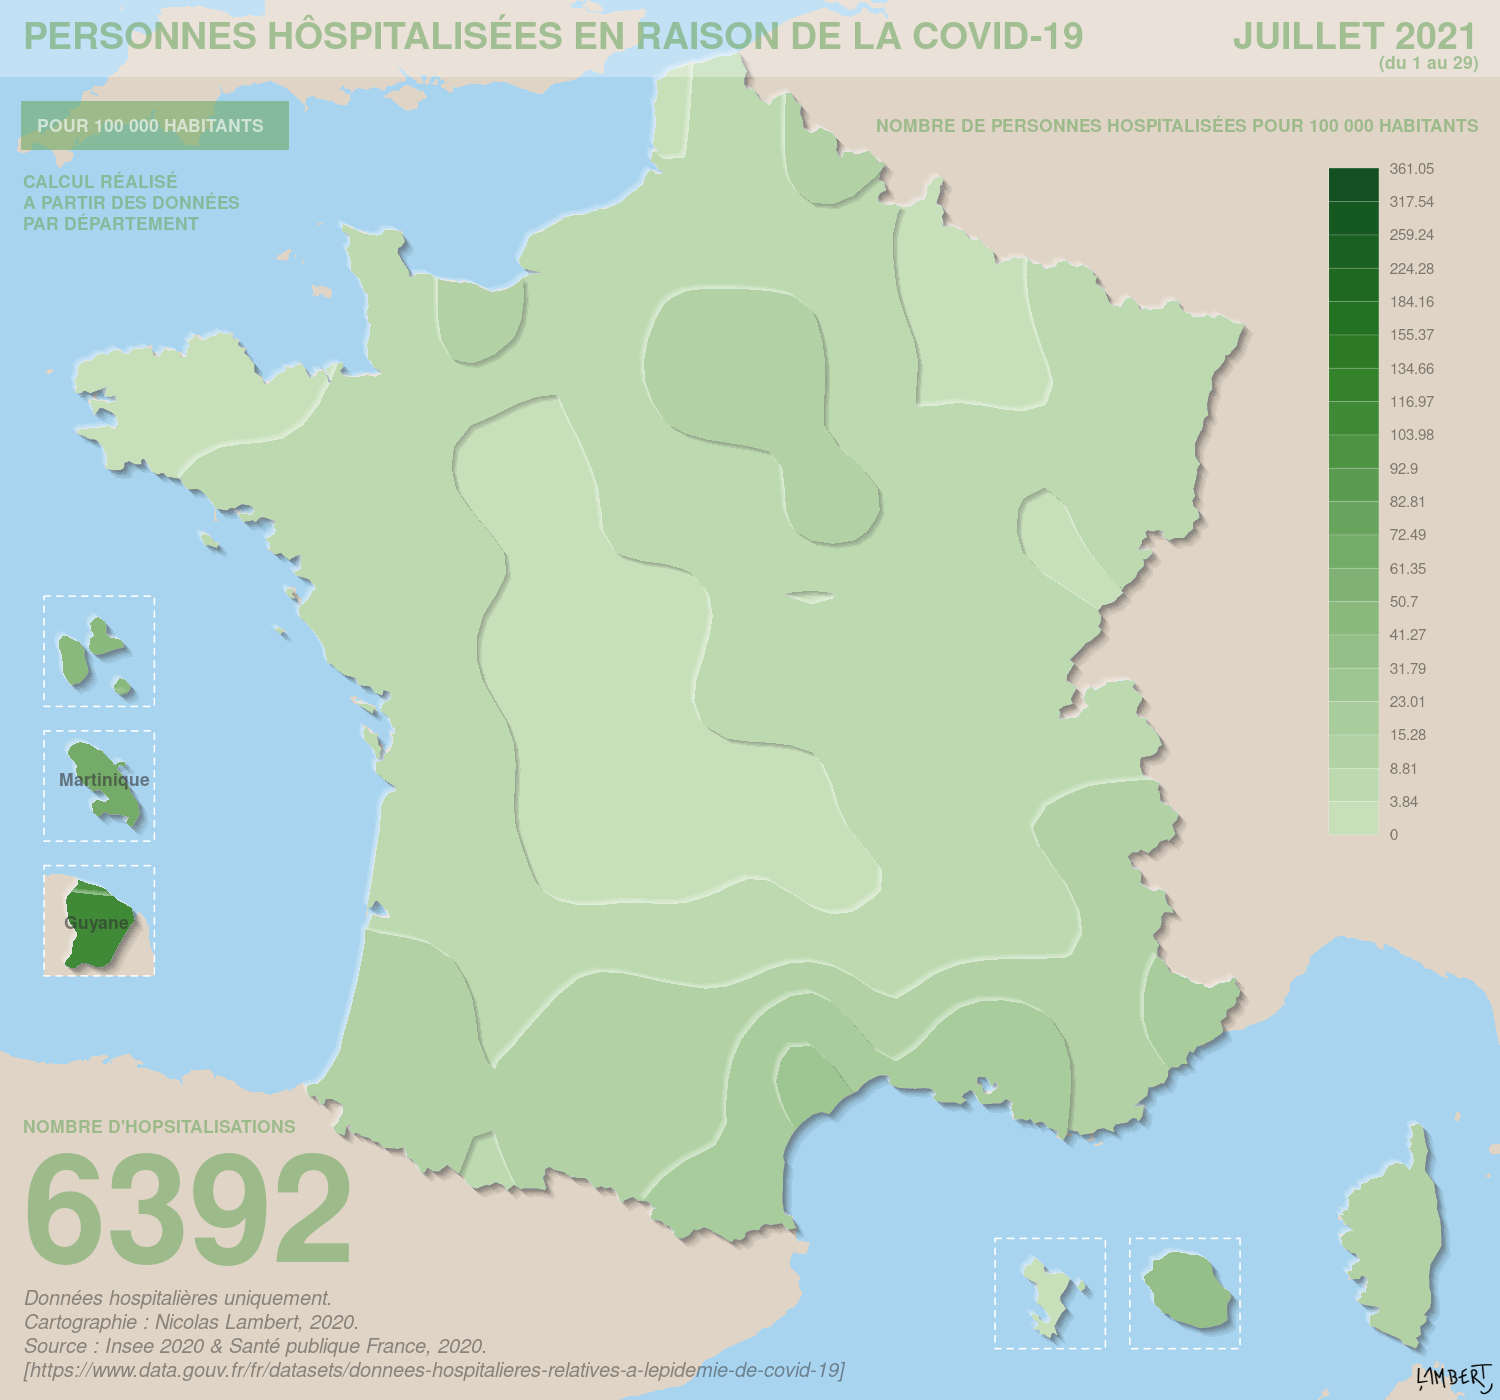 PERSONNES HÔSPITALISÉES EN RAISON DE LA COVID-19
JUILLET 2021
(du 1 au 29)
POUR 100 000 HABITANTS
CALCUL RÉALISÉ
A PARTIR DES DONNÉES
PAR DÉPARTEMENT
NOMBRE DE PERSONNES HOSPITALISÉES POUR 100 000 HABITANTS
361.05
317.54
259.24
224.28
184.16
155.37
134.66
116.97
103.98
92.9
82.81
72.49
61.35
50.7
41.27
31.79
23.01
15.28
8.81
3.84
0
Martinique
Guyane
NOMBRE D'HOPSITALISATIONS
6392
Données hospitalières uniquement.
Cartographie : Nicolas Lambert, 2020.
Source : Insee 2020 & Santé publique France, 2020.
[https://www.data.gouv.fr/fr/datasets/donnees-hospitalieres-relatives-a-lepidemie-de-covid-19]
LAMBERT